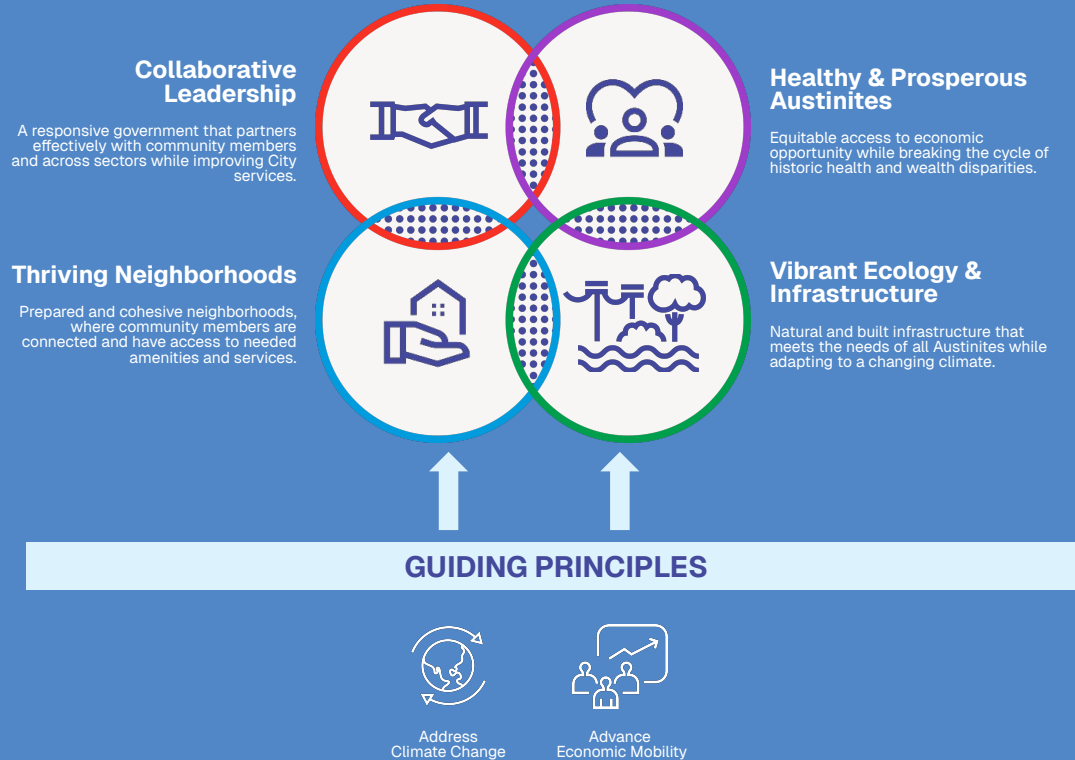 Collaborative
Leadership
A responsive government that partners
effectively with community members
and across sectors while improving City
services.
Healthy & Prosperous
Austinites
Equitable access to economic
opportunity while breaking the cycle of
historic health and wealth disparities.
Thriving Neighborhoods
Prepared and cohesive neighborhoods,
where community members are
connected and have access to needed
amenities and services.
Vibrant Ecology &
Infrastructure
Natural and built infrastructure that
meets the needs of all Austinites while
adapting to a changing climate.
GUIDING PRINCIPLES
Address
Climate Change
Advance
Economic Mobility